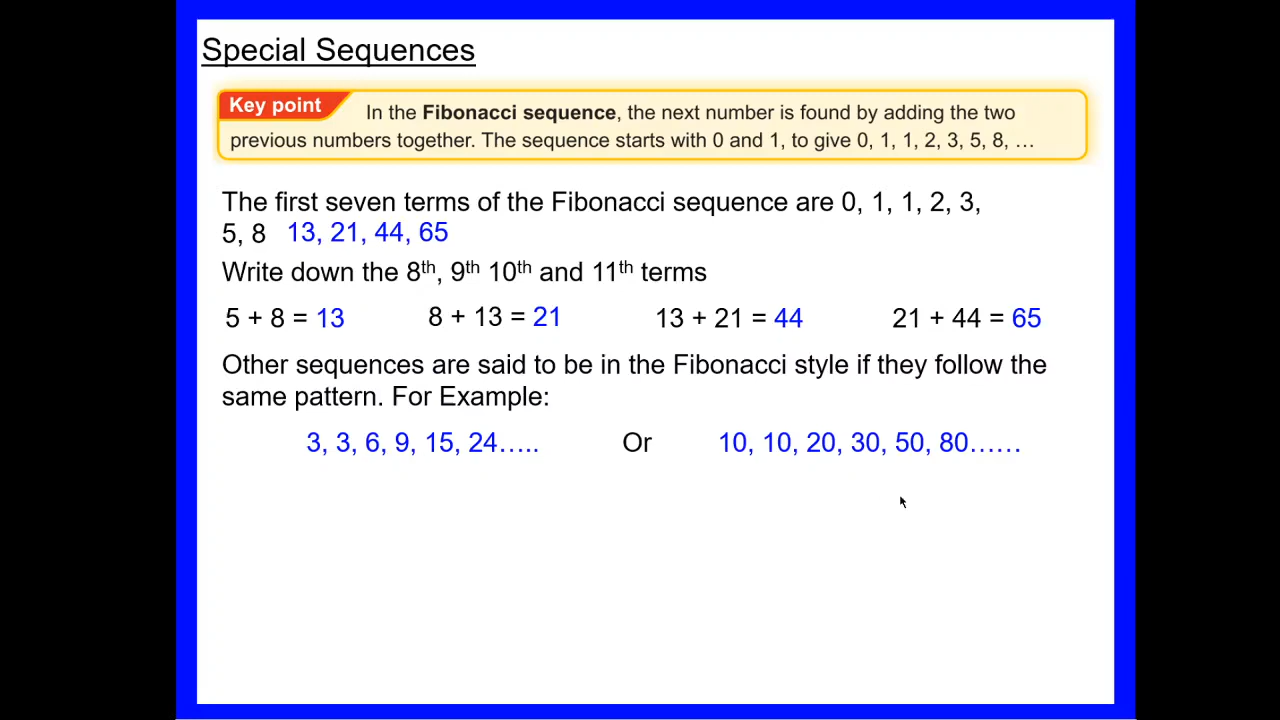 Special Sequences
Key point In the Fibonacci sequence, the next number is found by adding the two
previous numbers together. The sequence starts with 0 and 1, to give 0, 1, 1, 2, 3, 5, 8, …
The first seven terms of the Fibonacci sequence are 0, 1, 1, 2, 3,
5, 8 13, 21, 44, 65
Write down the 8th, 9th 10th and 11th terms
5 + 8 = 13 8 + 13 = 21 13 + 21 = 44 21 + 44 = 65
Other sequences are said to be in the Fibonacci style if they follow the
same pattern. For Example:
3, 3, 6, 9, 15, 24….. Or 10, 10, 20, 30, 50, 80……